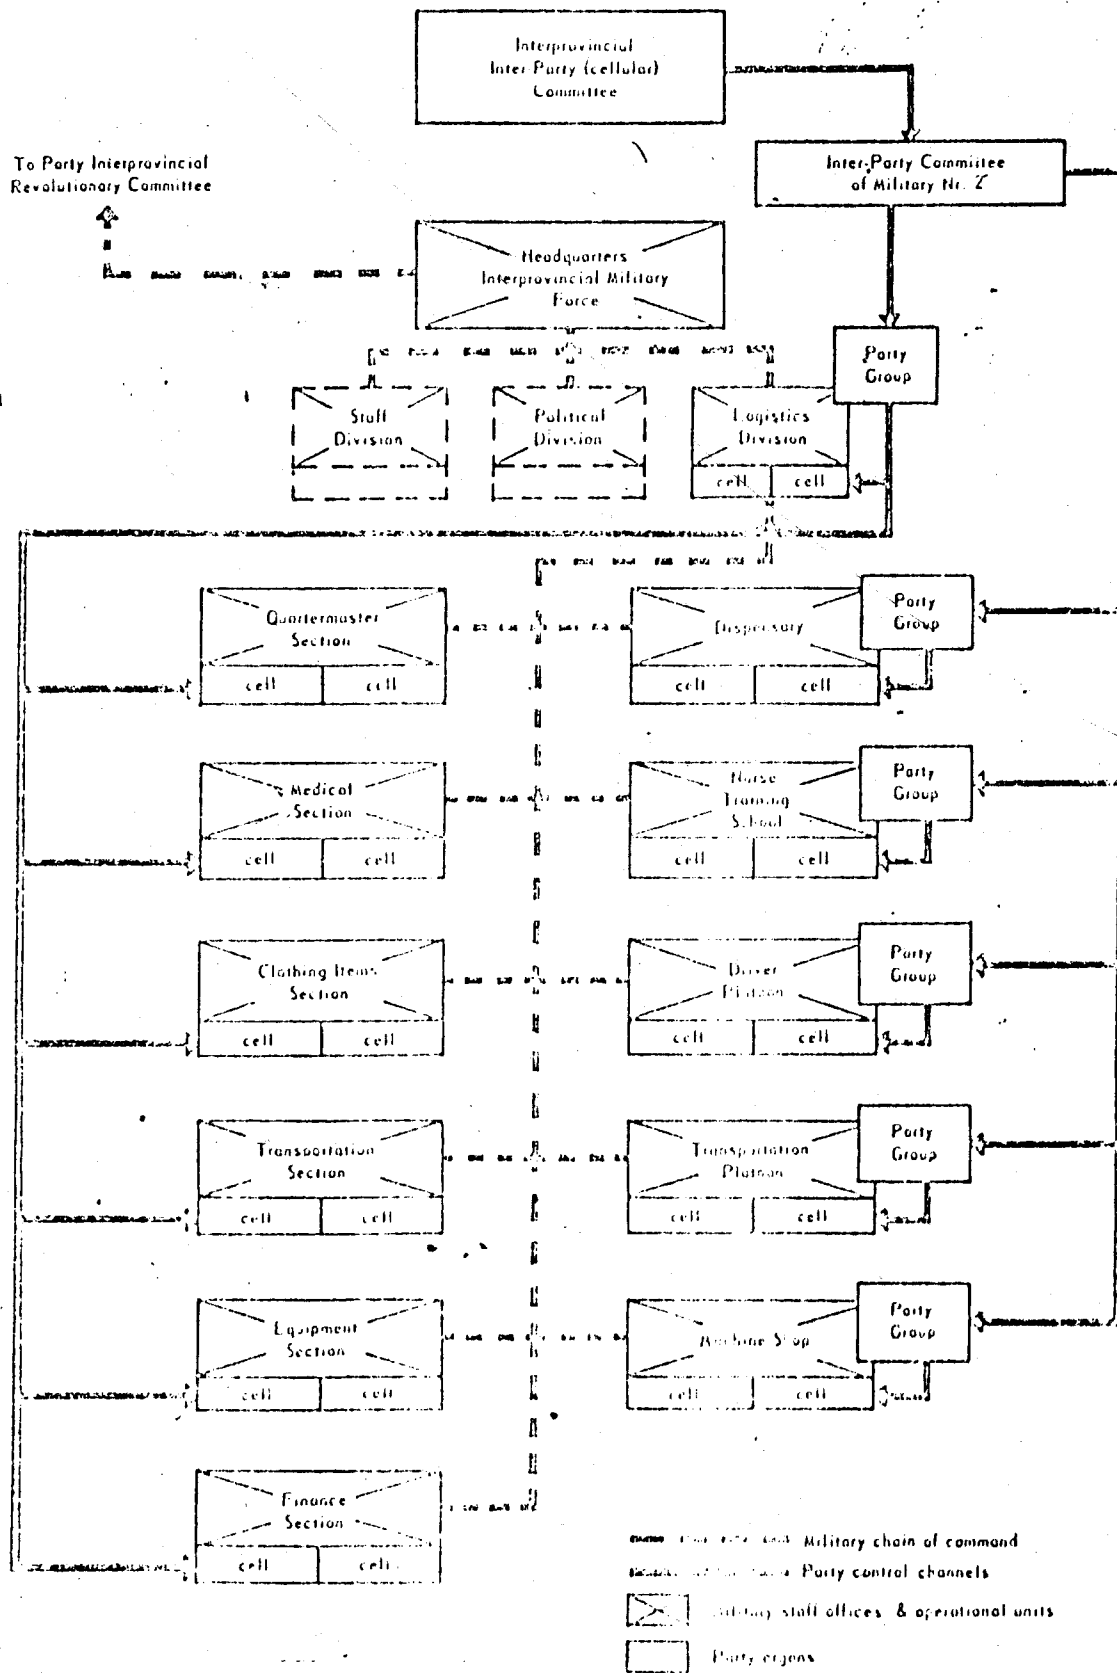 Interprovincial
Inter-Party (cellular)
Committee
To Party Interprovincial
Revolutionary Committee
Inter-Party Committee
of Military Nr. 2
Headquarters
Interprovincial Military
Force
Party
Group
Staff
Division
Political
Division
Logistics
Division
cell cell
Quartermaster
Section
cell cell
Dispensary
Party
Group
cell cell
Medical
Section
cell cell
Nurse
Training
School
Party
Group
cell cell
Clothing Items
Section
cell cell
Driver
Platoon
Party
Group
cell cell
Transportation
Section
cell cell
Transportation
Platoon
Party
Group
cell cell
Equipment
Section
cell cell
Machine Shop
Party
Group
cell cell
Finance
Section
cell cell
Military chain of command
Party control channels
Military staff offices & operational units
Party organs